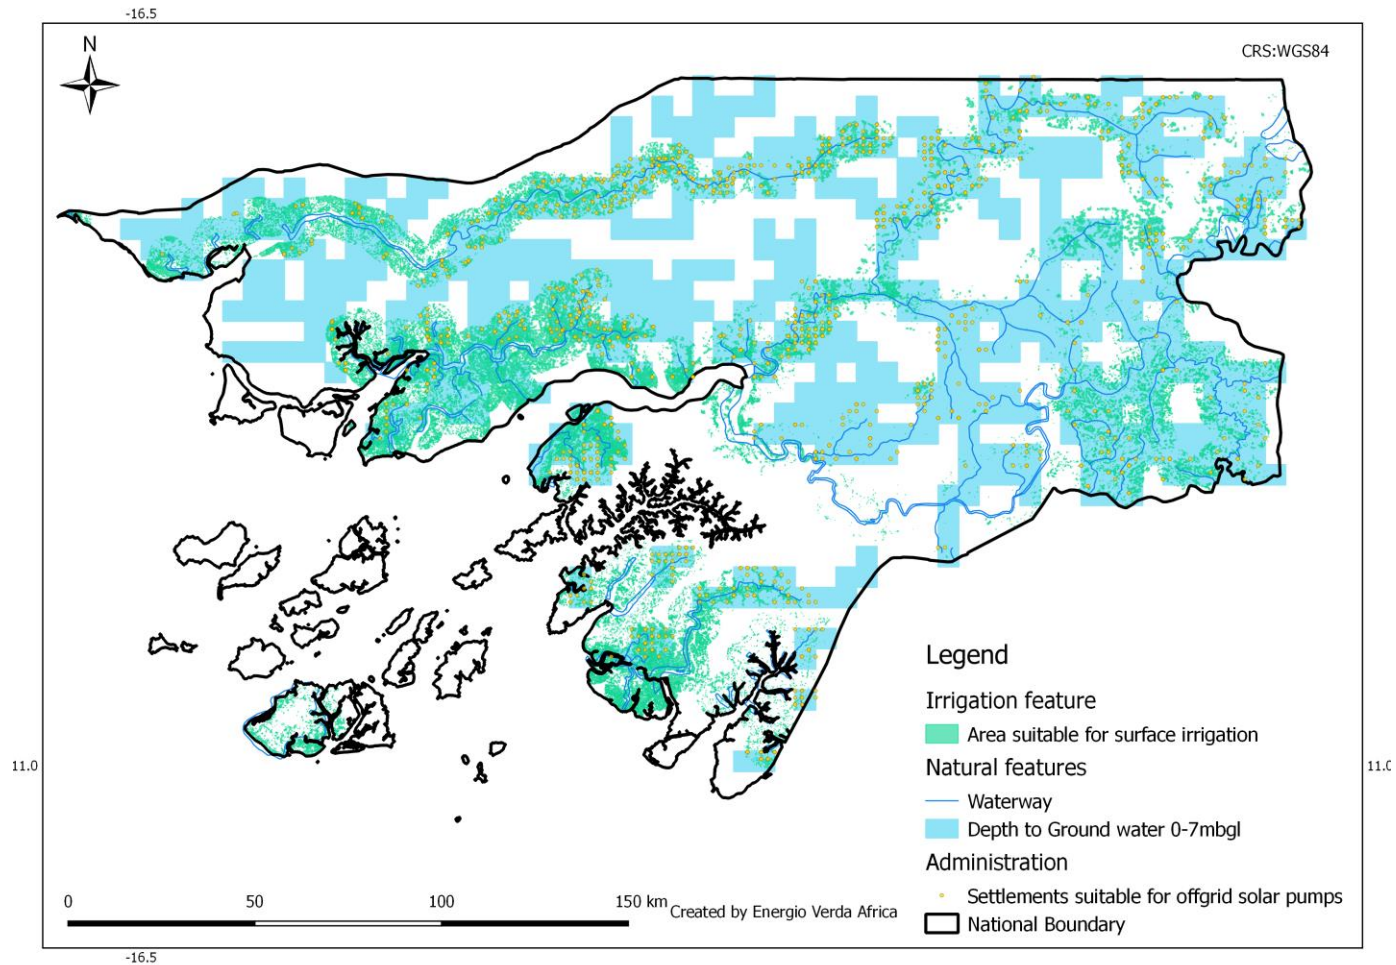 -16.5
N
CRS:WGS84
Legend
Irrigation feature
Area suitable for surface irrigation
Natural features
11.0
11.0
Waterway
Depth to Ground water 0-7mbgl
Administration
Settlements suitable for offgrid solar pumps
National Boundary
0 50 100 150 km
Created by Energio Verda Africa
-16.5